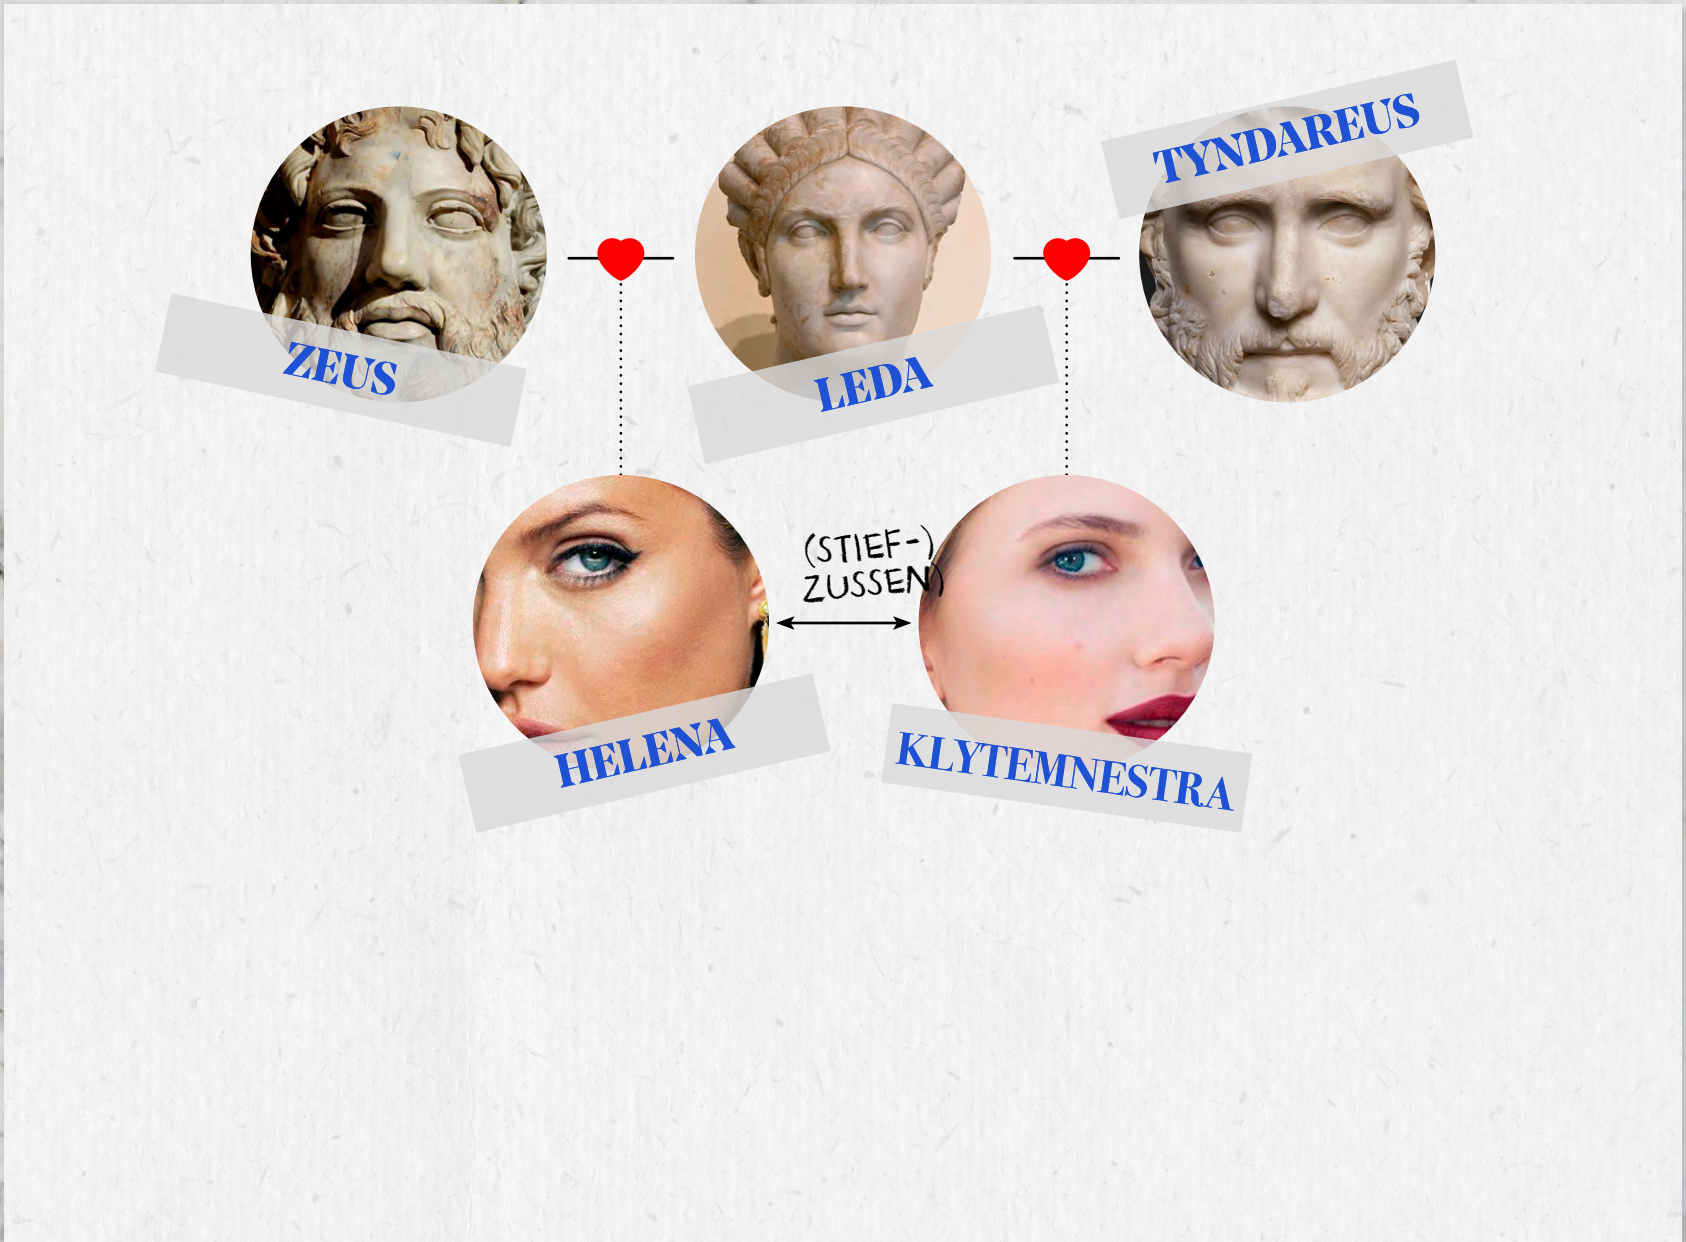 TYNDAREUS
ZEUS
LEDA
(STIEF-)
ZUSSEN)
HELENA
KLYTEMNESTRA